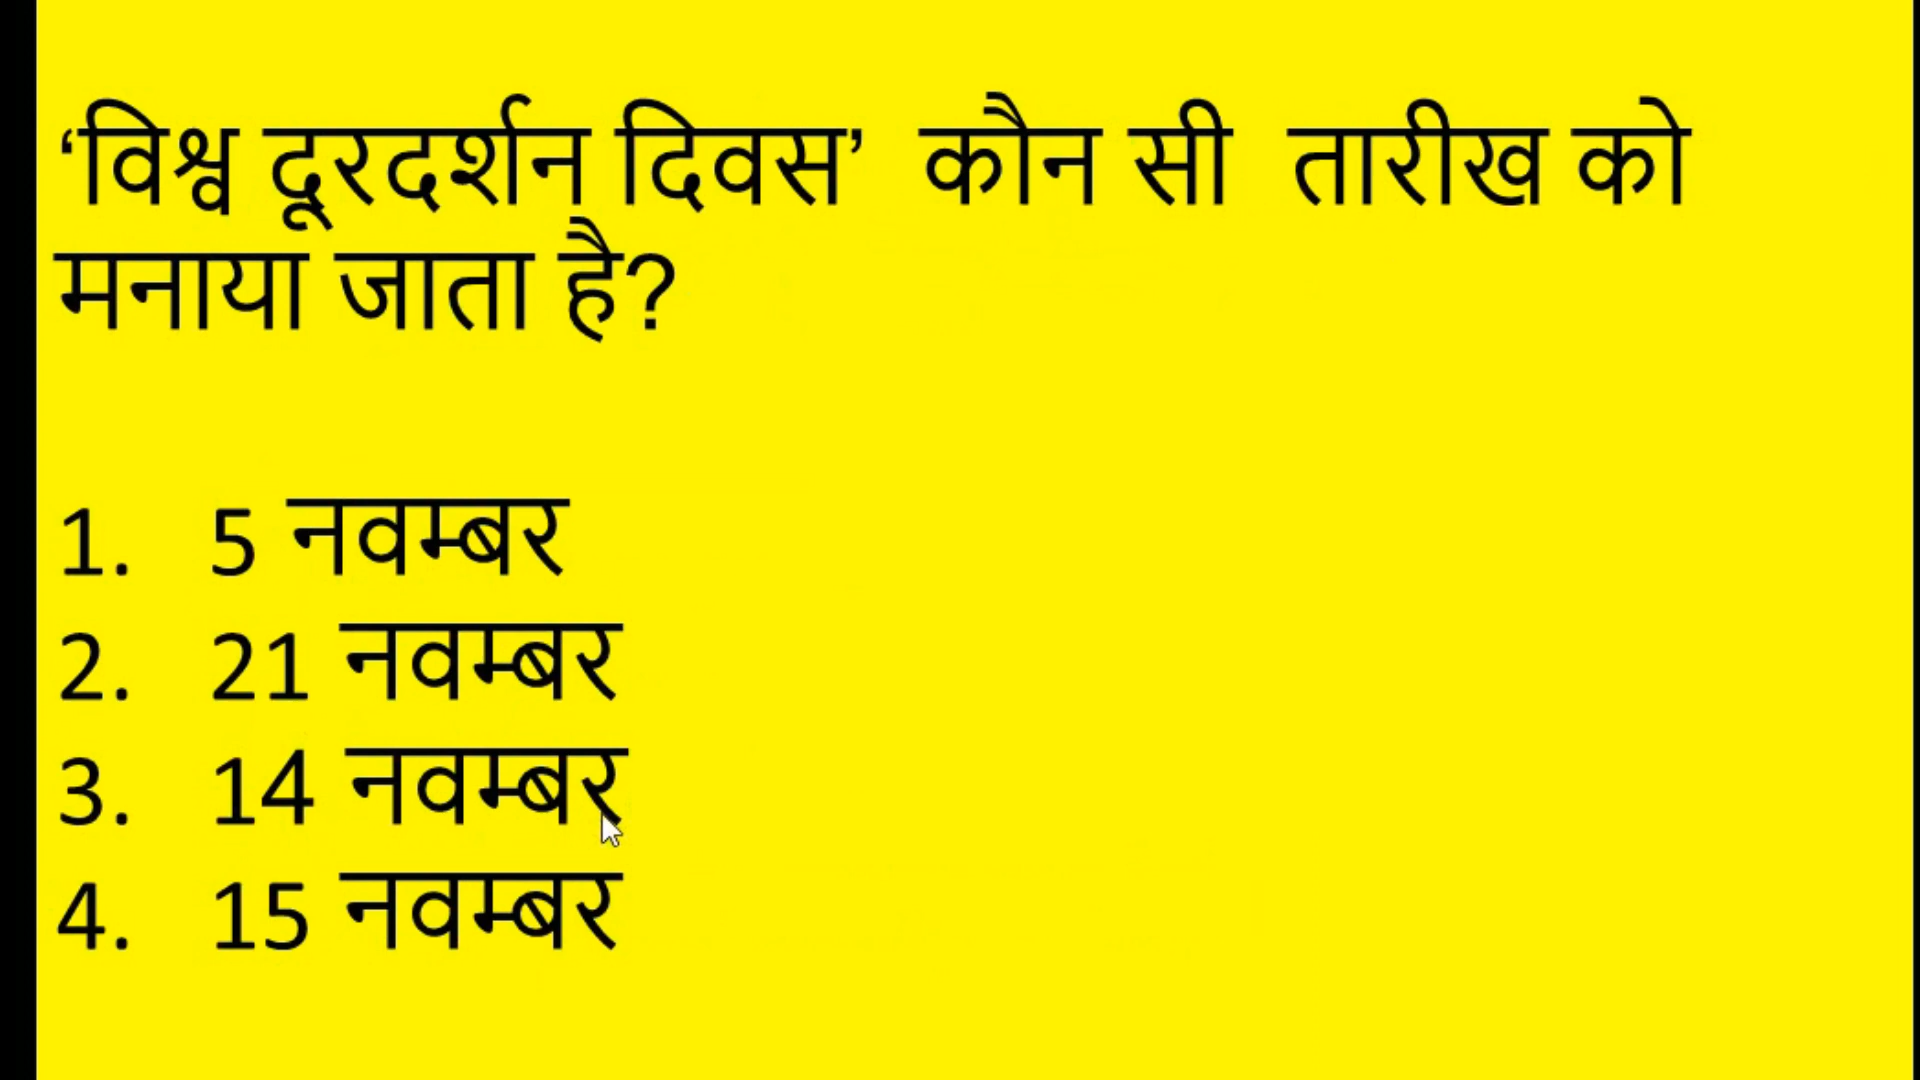 ‘विश्व दूरदर्शन दिवस’ कौन सी तारीख को
मनाया जाता है?
1. 5 नवम्बर
2. 21 नवम्बर
3. 14 नवम्बर
4. 15 नवम्बर